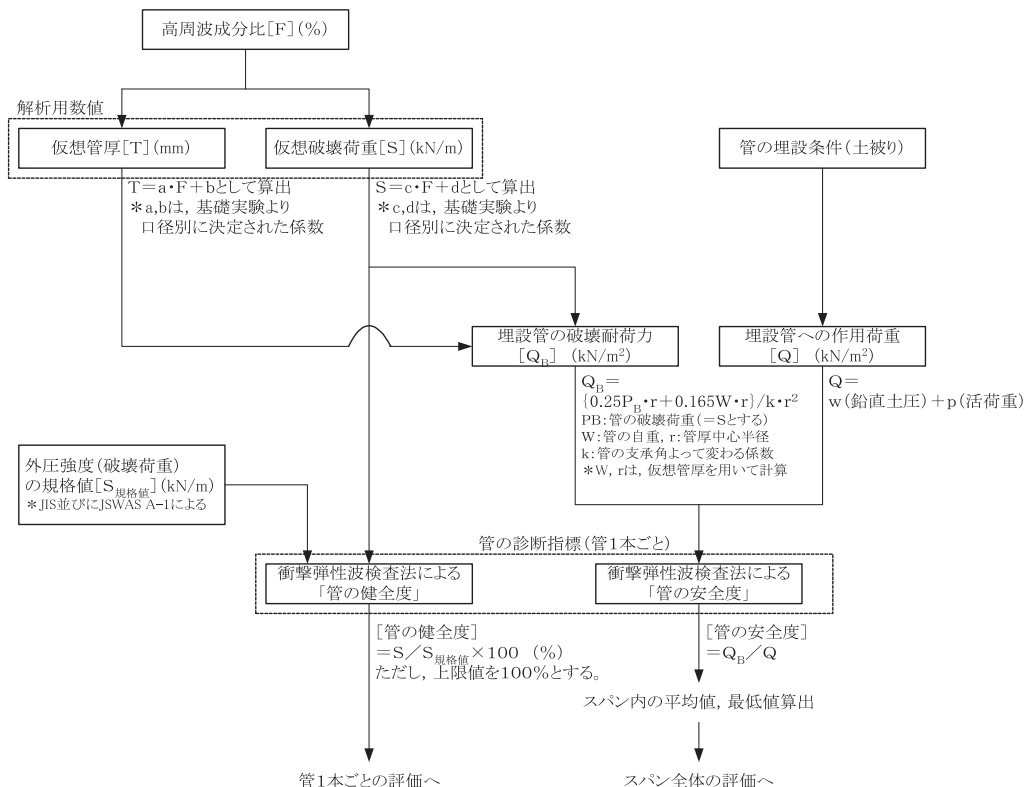 高周波成分比[F](%)
解析用数値
仮想管厚[T](mm)
仮想破壊荷重[S](kN/m)
管の埋設条件(土被り)
T=a・F+bとして算出
*a,bは, 基礎実験より
口径別に決定された係数
S=c・F+dとして算出
*c,dは, 基礎実験より
口径別に決定された係数
埋設管の破壊耐荷力
[QB] (kN/m²)
埋設管への作用荷重
[Q] (kN/m²)
QB=
{0.25PB・r+0.165W・r}/k・r²
PB:管の破壊荷重(=Sとする)
W:管の自重, r:管厚中心半径
k:管の支承角よって変わる係数
*W, rは, 仮想管厚を用いて計算
Q=
w(鉛直土圧)+p(活荷重)
外圧強度(破壊荷重)
の規格値[S規格値](kN/m)
*JIS並びにJSWAS A-1による
管の診断指標(管1本ごと)
衝撃弾性波検査法による
「管の健全度」
衝撃弾性波検査法による
「管の安全度」
[管の健全度]
=S/S規格値×100 (%)
ただし, 上限値を100%とする。
[管の安全度]
=QB/Q
スパン内の平均値, 最低値算出
管1本ごとの評価へ
スパン全体の評価へ